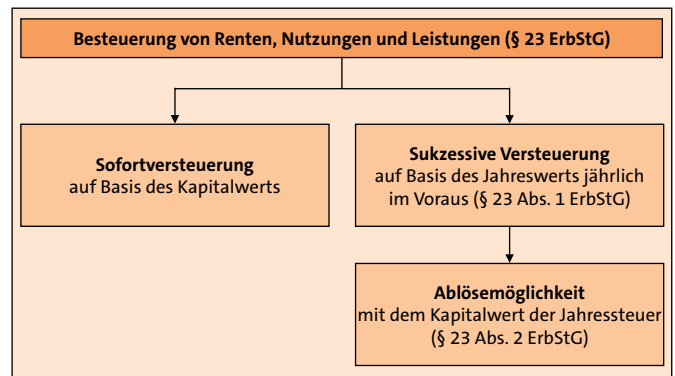 Besteuerung von Renten, Nutzungen und Leistungen (§ 23 ErbStG)
Sofortversteuerung
auf Basis des Kapitalwerts
Sukzessive Versteuerung
auf Basis des Jahreswerts jährlich
im Voraus (§ 23 Abs. 1 ErbStG)
Ablösemöglichkeit
mit dem Kapitalwert der Jahressteuer
(§ 23 Abs. 2 ErbStG)